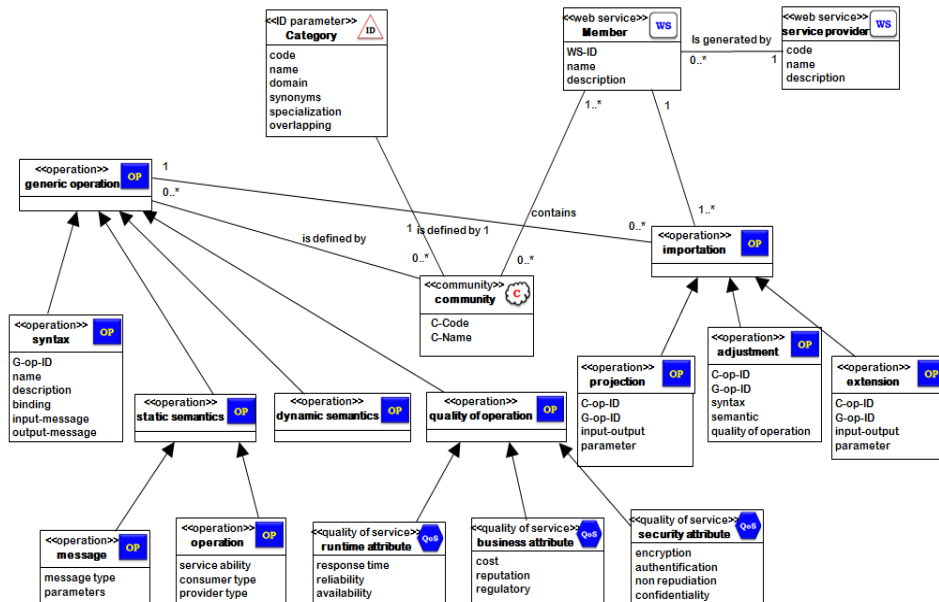 <<ID parameter>>
Category
ID
code
name
domain
synonyms
specialization
overlapping
<<web service>>
Member
WS
WS-ID
name
description
Is generated by
0..*
1
<<web service>>
service provider
WS
code
name
description
1..*
1
<<operation>>
generic operation
OP
1
0..*
contains
1..*
is defined by
1
is defined by 1
0..*
0..*
0..*
<<operation>>
importation
OP
<<community>>
community
C
C-Code
C-Name
<<operation>>
syntax
OP
G-op-ID
name
description
binding
input-message
output-message
<<operation>>
static semantics
OP
<<operation>>
dynamic semantics
OP
<<operation>>
quality of operation
OP
<<operation>>
projection
OP
C-op-ID
G-op-ID
input-output
parameter
<<operation>>
adjustment
OP
C-op-ID
G-op-ID
syntax
semantic
quality of operation
<<operation>>
extension
OP
C-op-ID
G-op-ID
input-output
parameter
<<operation>>
message
OP
message type
parameters
<<operation>>
operation
OP
service ability
consumer type
provider type
<<quality of service>>
runtime attribute
QoS
response time
reliability
availability
<<quality of service>>
business attribute
QoS
cost
reputation
regulatory
<<quality of service>>
security attribute
QoS
encryption
authentification
non repudiation
confidentiality